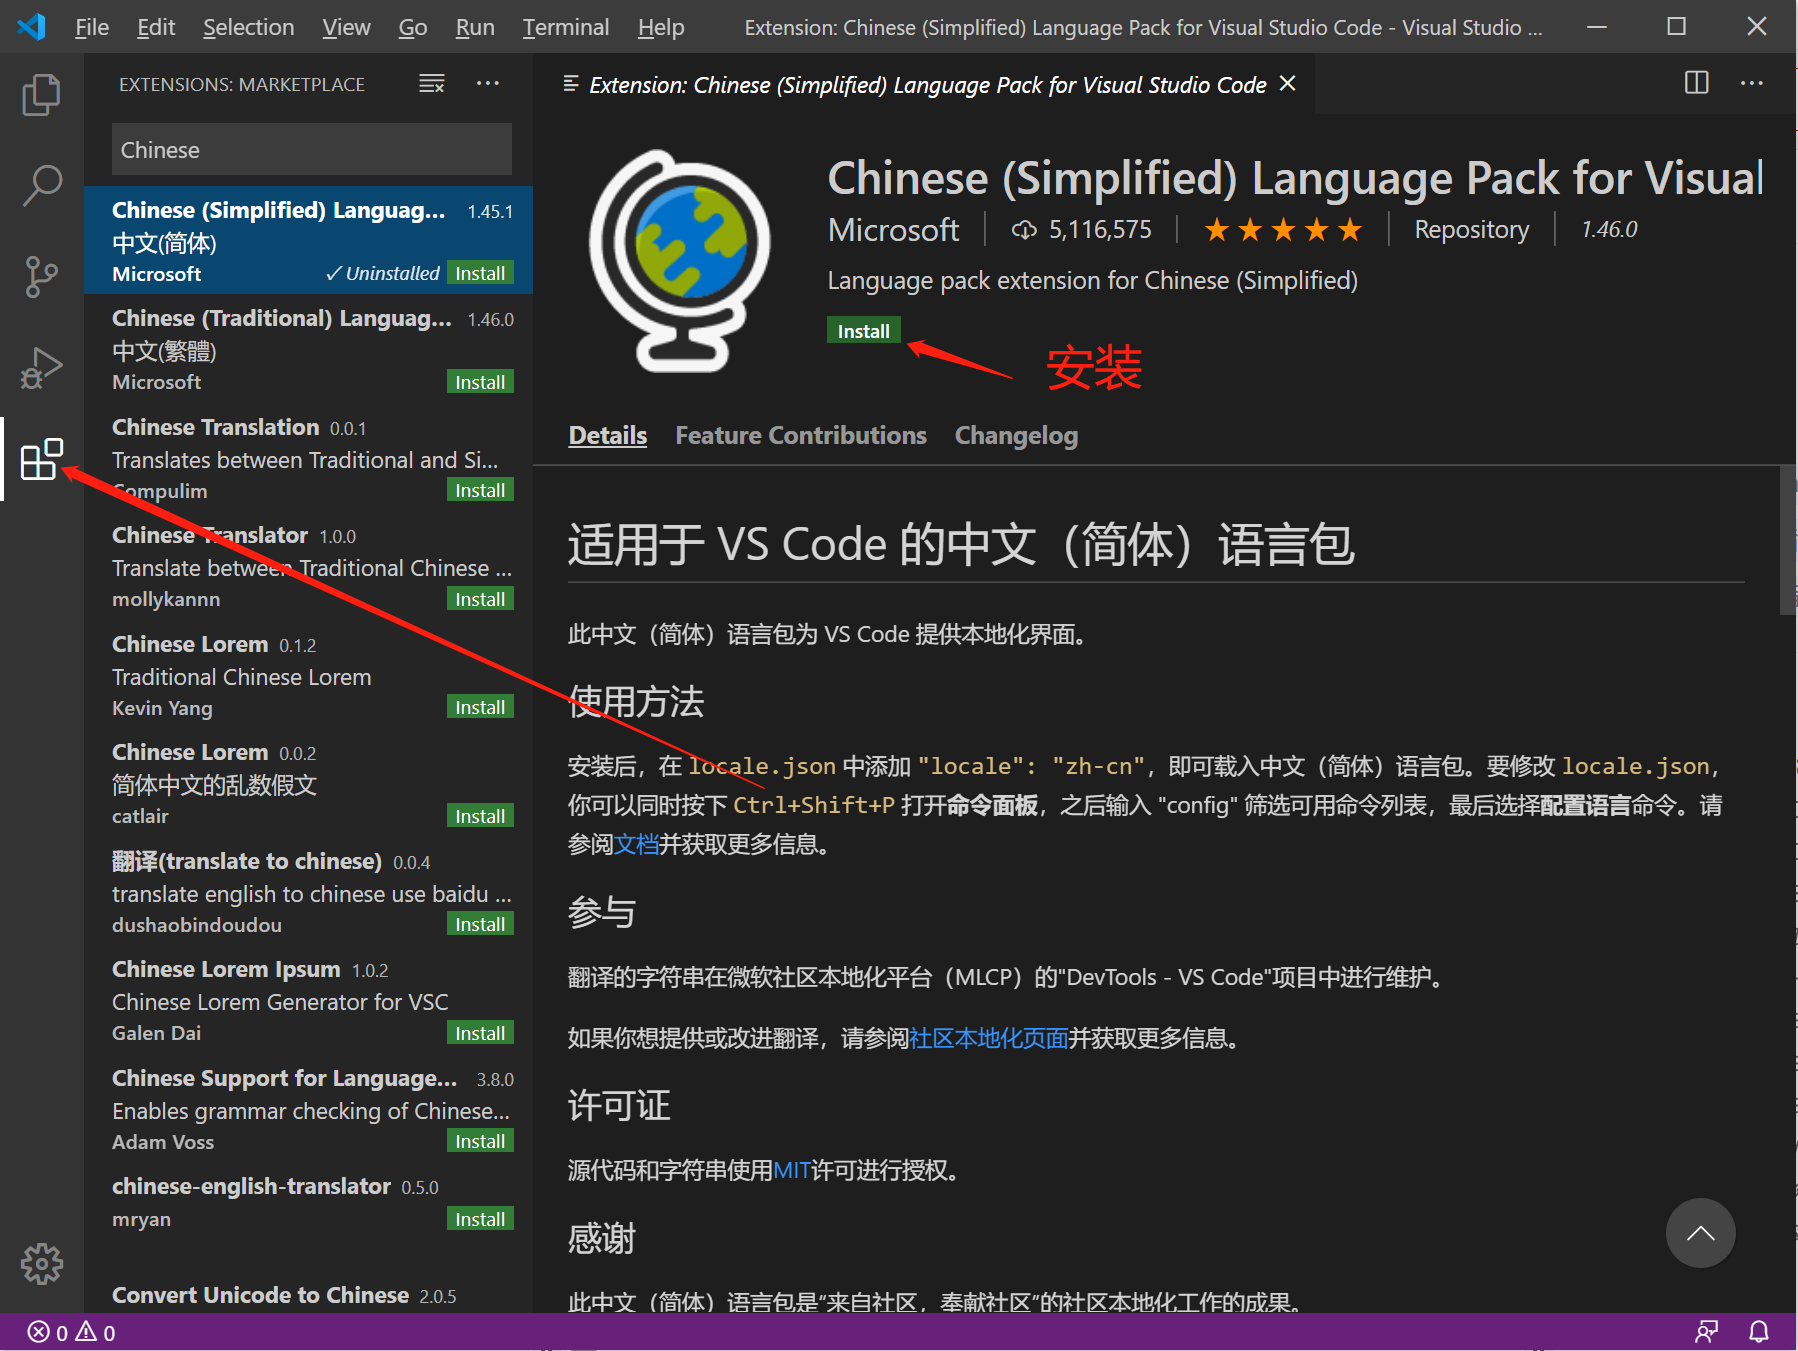 File Edit Selection View Go Run Terminal Help
Extension: Chinese (Simplified) Language Pack for Visual Studio Code - Visual Studio ...
EXTENSIONS: MARKETPLACE
Chinese
Chinese (Simplified) Languag... 1.45.1
中文(简体)
Microsoft ✓Uninstalled Install
Chinese (Traditional) Languag... 1.46.0
中文(繁體)
Microsoft Install
Chinese Translation 0.0.1
Translates between Traditional and Si...
Compulim Install
Chinese Translator 1.0.0
Translate between Traditional Chinese ...
mollykannn Install
Chinese Lorem 0.1.2
Traditional Chinese Lorem
Kevin Yang Install
Chinese Lorem 0.0.2
简体中文的乱数假文
catlair Install
翻译(translate to chinese) 0.0.4
translate english to chinese use baidu ...
dushaobindoudou Install
Chinese Lorem Ipsum 1.0.2
Chinese Lorem Generator for VSC
Galen Dai Install
Chinese Support for Language... 3.8.0
Enables grammar checking of Chinese...
Adam Voss Install
chinese-english-translator 0.5.0
mryan Install
Convert Unicode to Chinese 2.0.5
Extension: Chinese (Simplified) Language Pack for Visual Studio Code
Chinese (Simplified) Language Pack for Visual
Microsoft 5,116,575 ★★★★★ Repository 1.46.0
Language pack extension for Chinese (Simplified)
Install
安装
Details Feature Contributions Changelog
适用于 VS Code 的中文（简体）语言包
此中文（简体）语言包为 VS Code 提供本地化界面。
使用方法
安装后，在 locale.json 中添加 "locale": "zh-cn"，即可载入中文（简体）语言包。要修改 locale.json，
你可以同时按下 Ctrl+Shift+P 打开命令面板，之后输入 "config" 筛选可用命令列表，最后选择配置语言命令。请
参阅文档并获取更多信息。
参与
翻译的字符串在微软社区本地化平台（MLCP）的"DevTools - VS Code"项目中进行维护。
如果你想提供或改进翻译，请参阅社区本地化页面并获取更多信息。
许可证
源代码和字符串使用MIT许可进行授权。
感谢
此中文（简体）语言包是“来自社区，奉献社区”的社区本地化工作的成果。
0 0